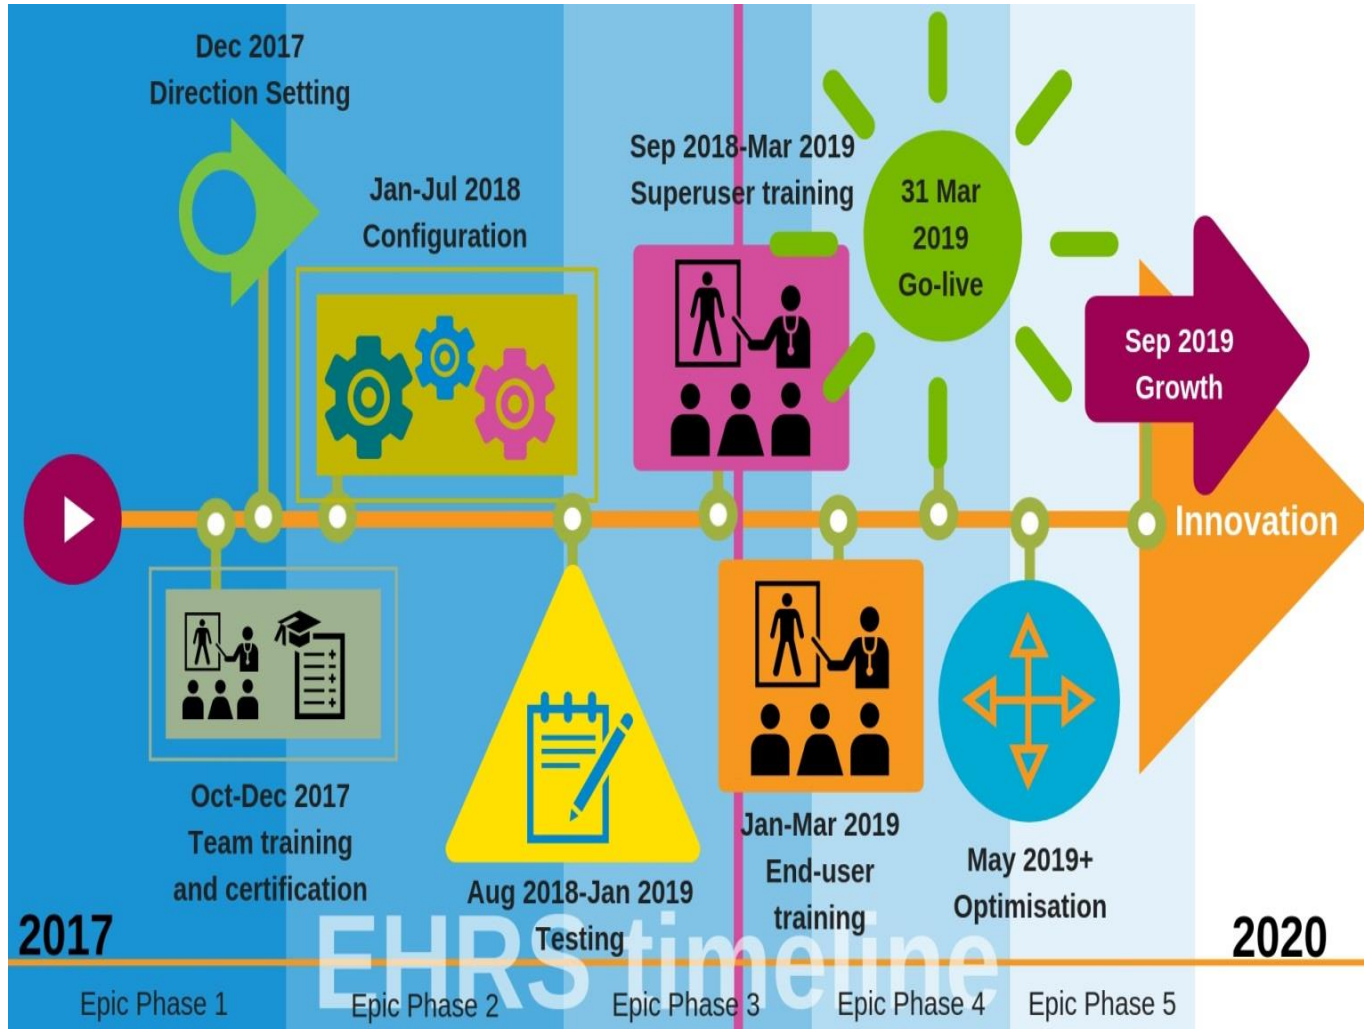 Dec 2017
Direction Setting
Jan-Jul 2018
Configuration
Sep 2018-Mar 2019
Superuser training
31 Mar
2019
Go-live
Sep 2019
Growth
Innovation
Oct-Dec 2017
Team training
and certification
Aug 2018-Jan 2019
Testing
Jan-Mar 2019
End-user
training
May 2019+
Optimisation
2017
EHRS timeline
2020
Epic Phase 1
Epic Phase 2
Epic Phase 3
Epic Phase 4
Epic Phase 5